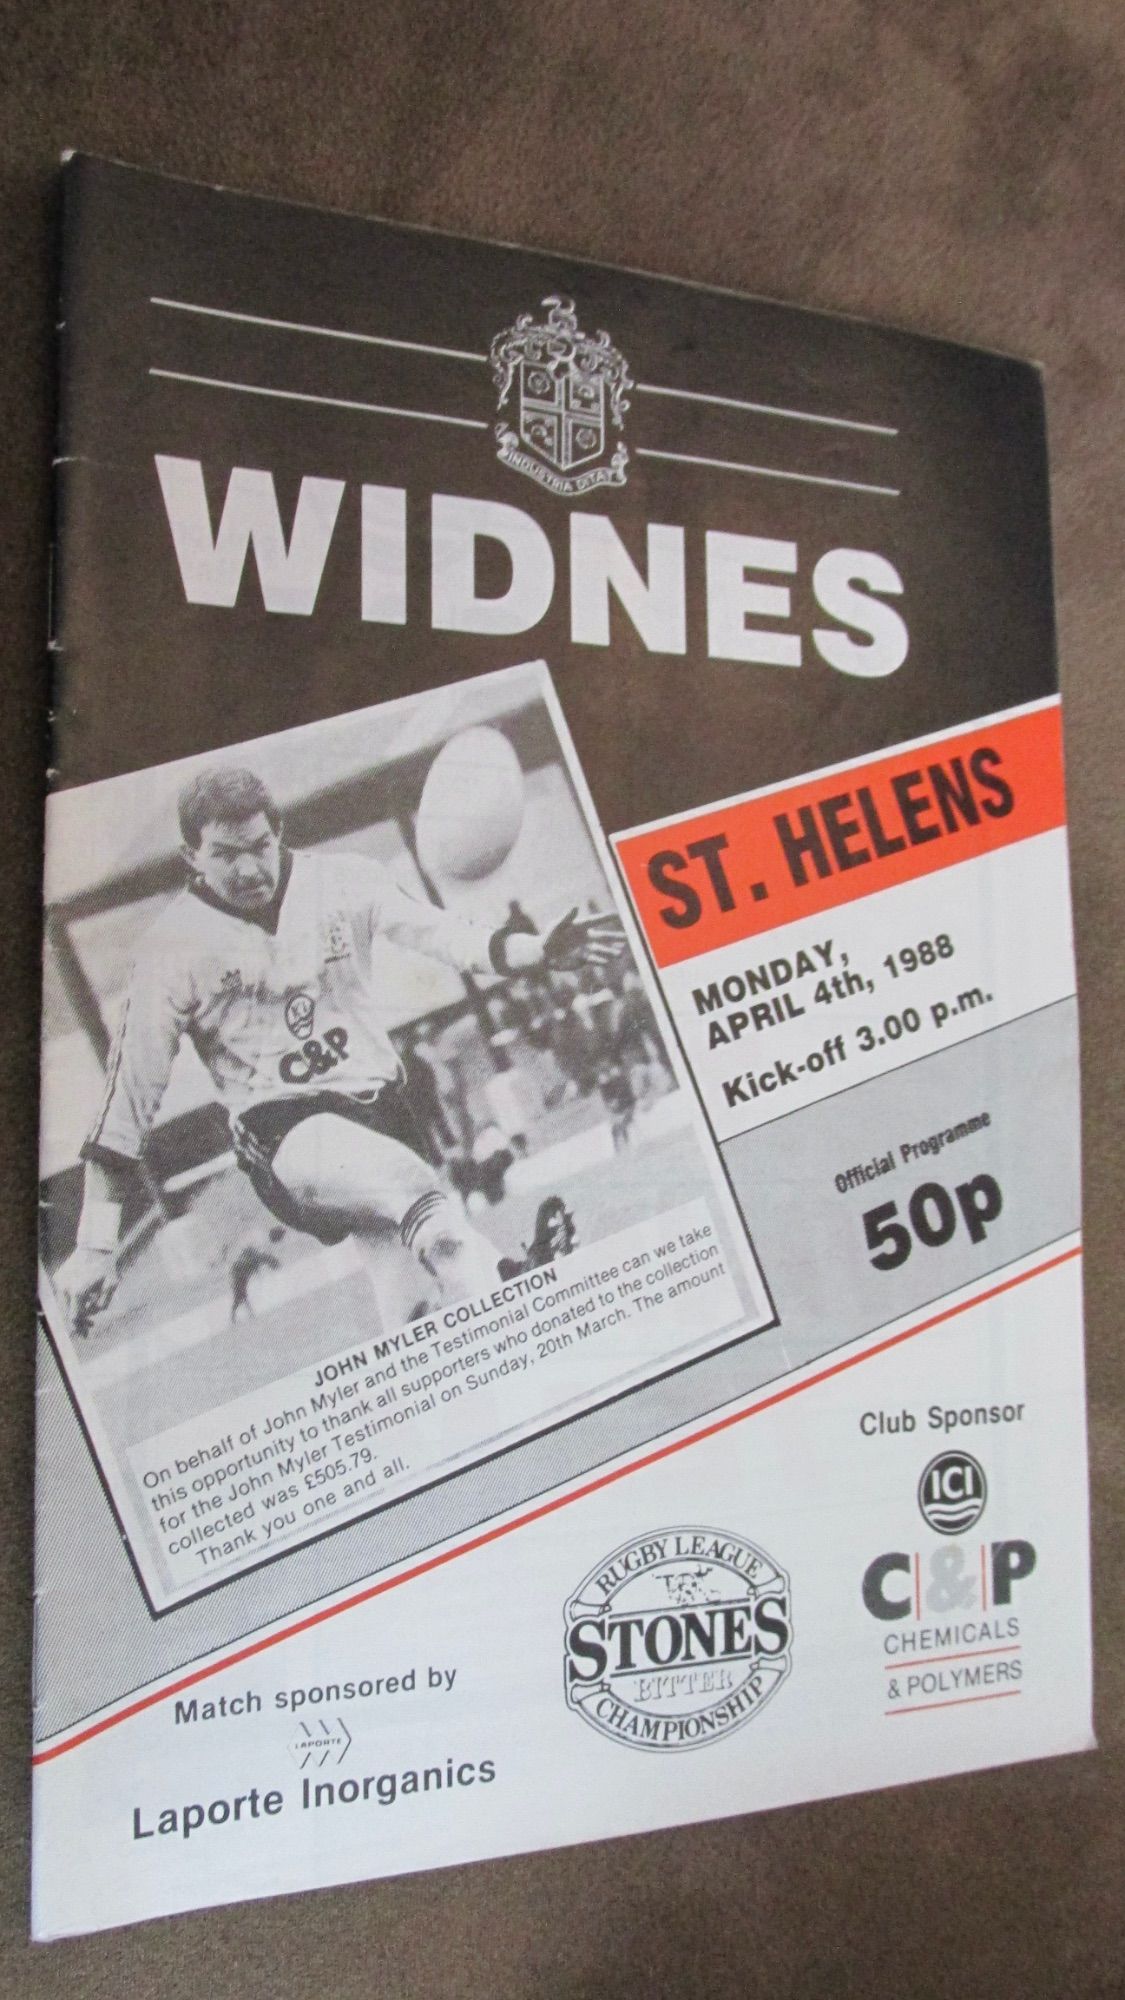 INDUSTRIA DITAT
WIDNES
ST. HELENS
MONDAY,
APRIL 4th, 1988
Kick-off 3.00 p.m.
Official Programme
50p
C&P
JOHN MYLER COLLECTION
On behalf of John Myler and the Testimonial Committee can we take
this opportunity to thank all supporters who donated to the collection
for the John Myler Testimonial on Sunday, 20th March. The amount
collected was £505.79.
Thank you one and all.
Match sponsored by
LAPORTE
Laporte Inorganics
RUGBY LEAGUE
STONES
BITTER
CHAMPIONSHIP
Club Sponsor
ICI
C&P
CHEMICALS
& POLYMERS